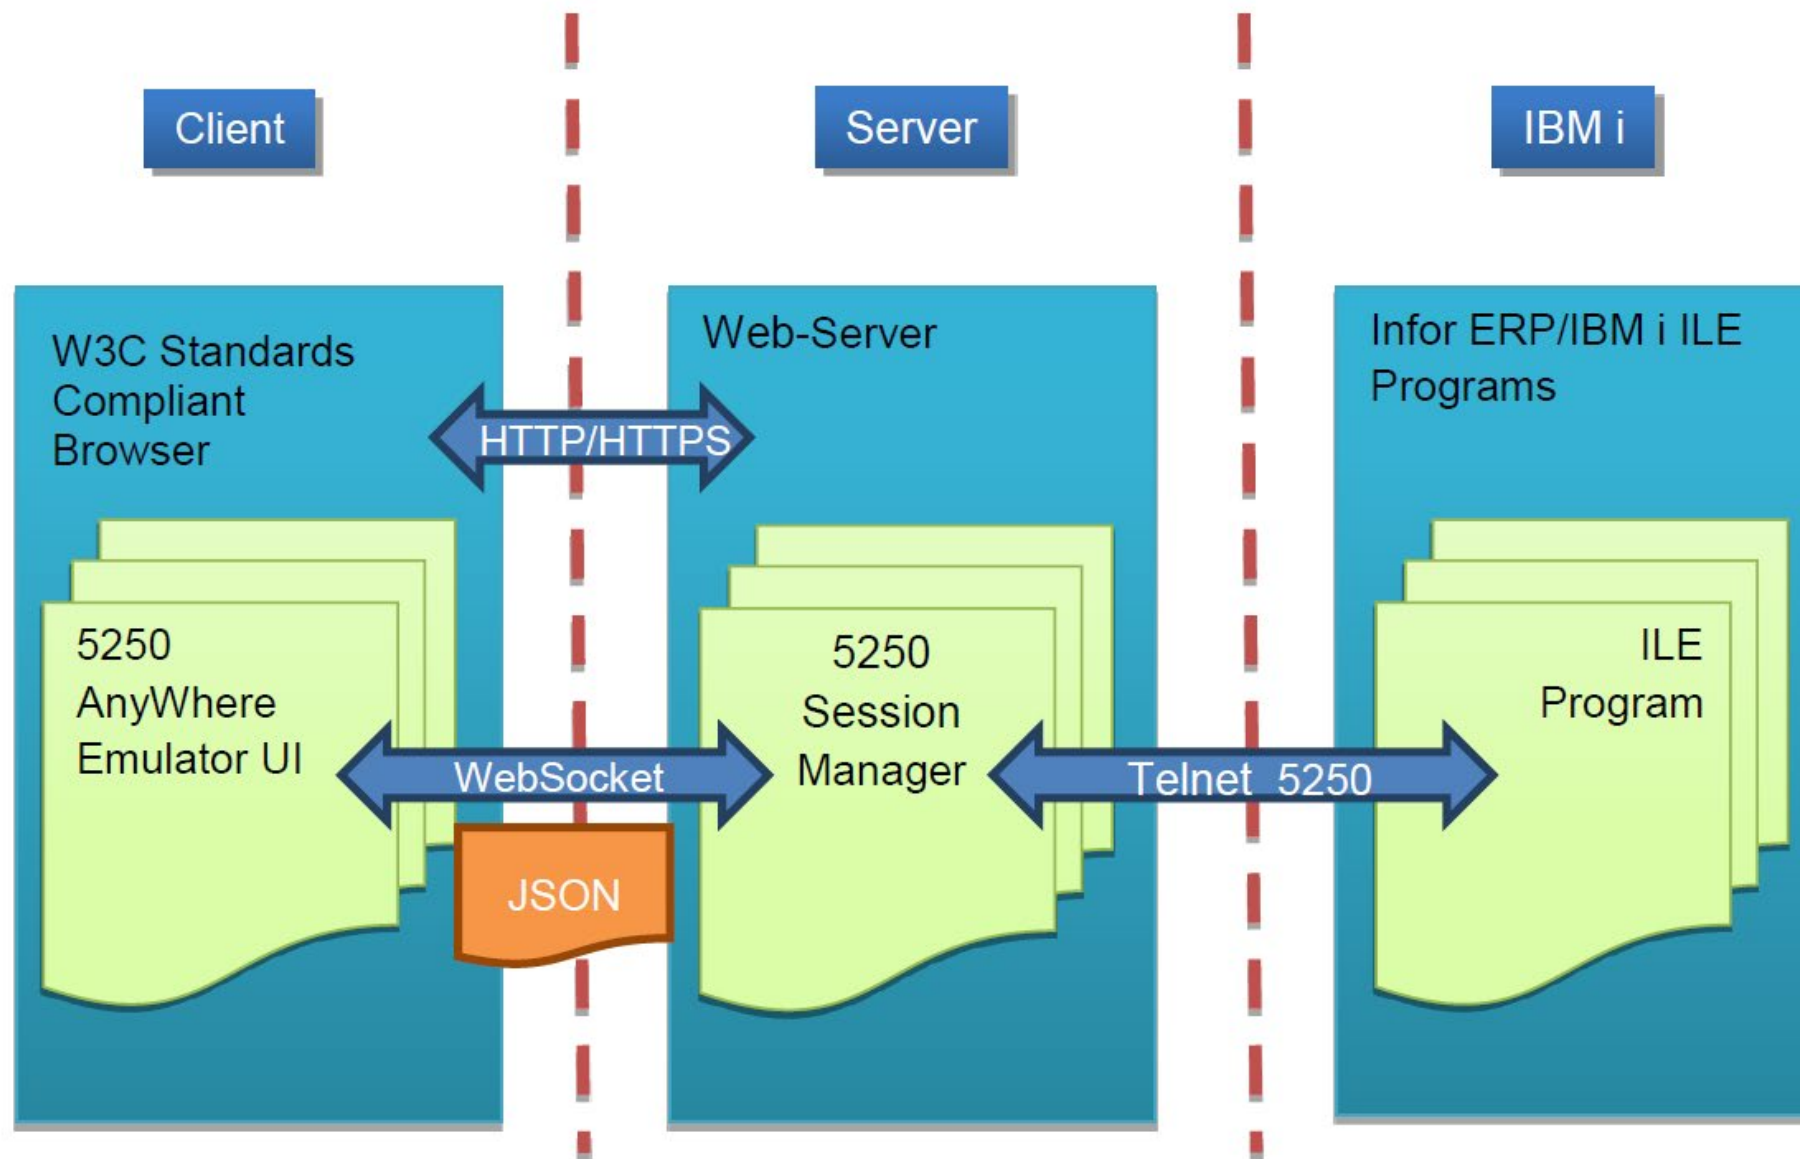 Client
Server
IBM i
W3C Standards
Compliant
Browser
Web-Server
Infor ERP/IBM i ILE
Programs
HTTP/HTTPS
5250
AnyWhere
Emulator UI
5250
Session
Manager
ILE
Program
WebSocket
Telnet  5250
JSON